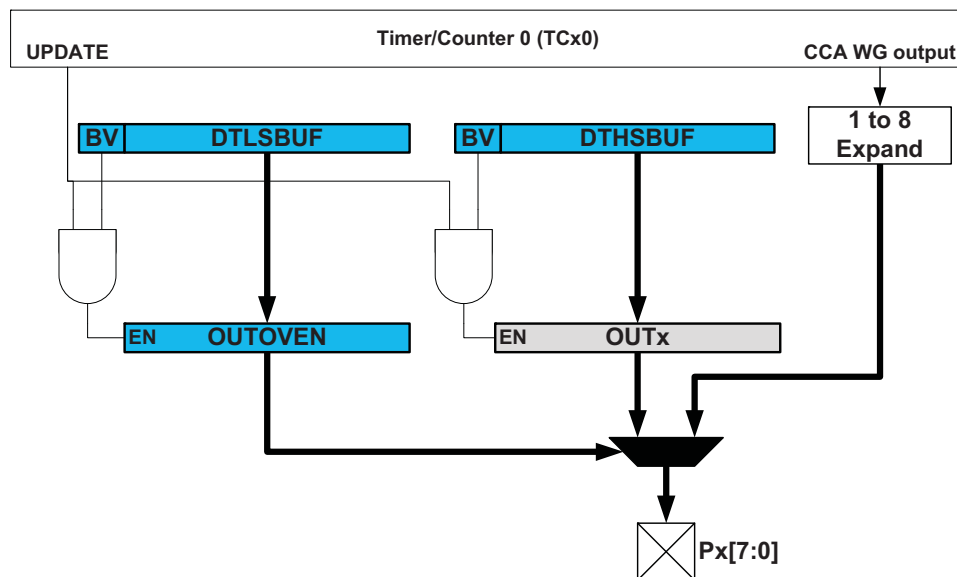 Timer/Counter 0 (TCx0)
UPDATE
CCA WG output
BV
DTLSBUF
BV
DTHSBUF
1 to 8
Expand
EN
OUTOVEN
EN
OUTx
Px[7:0]